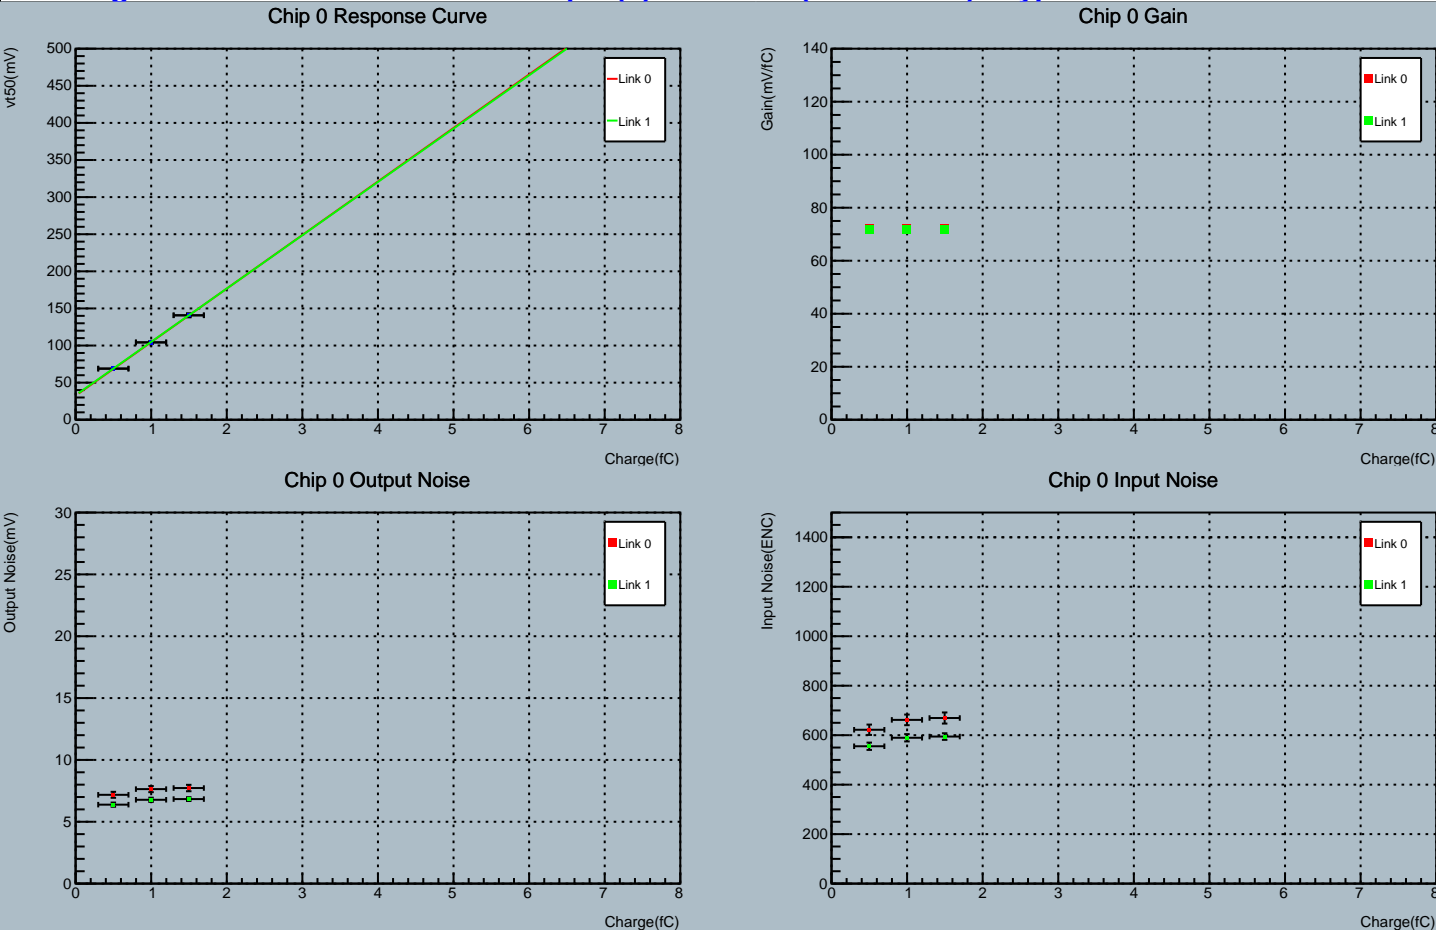 Chip 0 Response Curve
vt50(mV)
500
450
400
350
300
250
200
150
100
50
0
0 1 2 3 4 5 6 7 8
Charge(fC)
Link 0
Link 1
Chip 0 Gain
Gain(mV/fC)
140
120
100
80
60
40
20
0
0 1 2 3 4 5 6 7 8
Charge(fC)
Link 0
Link 1
Chip 0 Output Noise
Output Noise(mV)
30
25
20
15
10
5
0
0 1 2 3 4 5 6 7 8
Charge(fC)
Link 0
Link 1
Chip 0 Input Noise
Input Noise(ENC)
1400
1200
1000
800
600
400
200
0
0 1 2 3 4 5 6 7 8
Charge(fC)
Link 0
Link 1